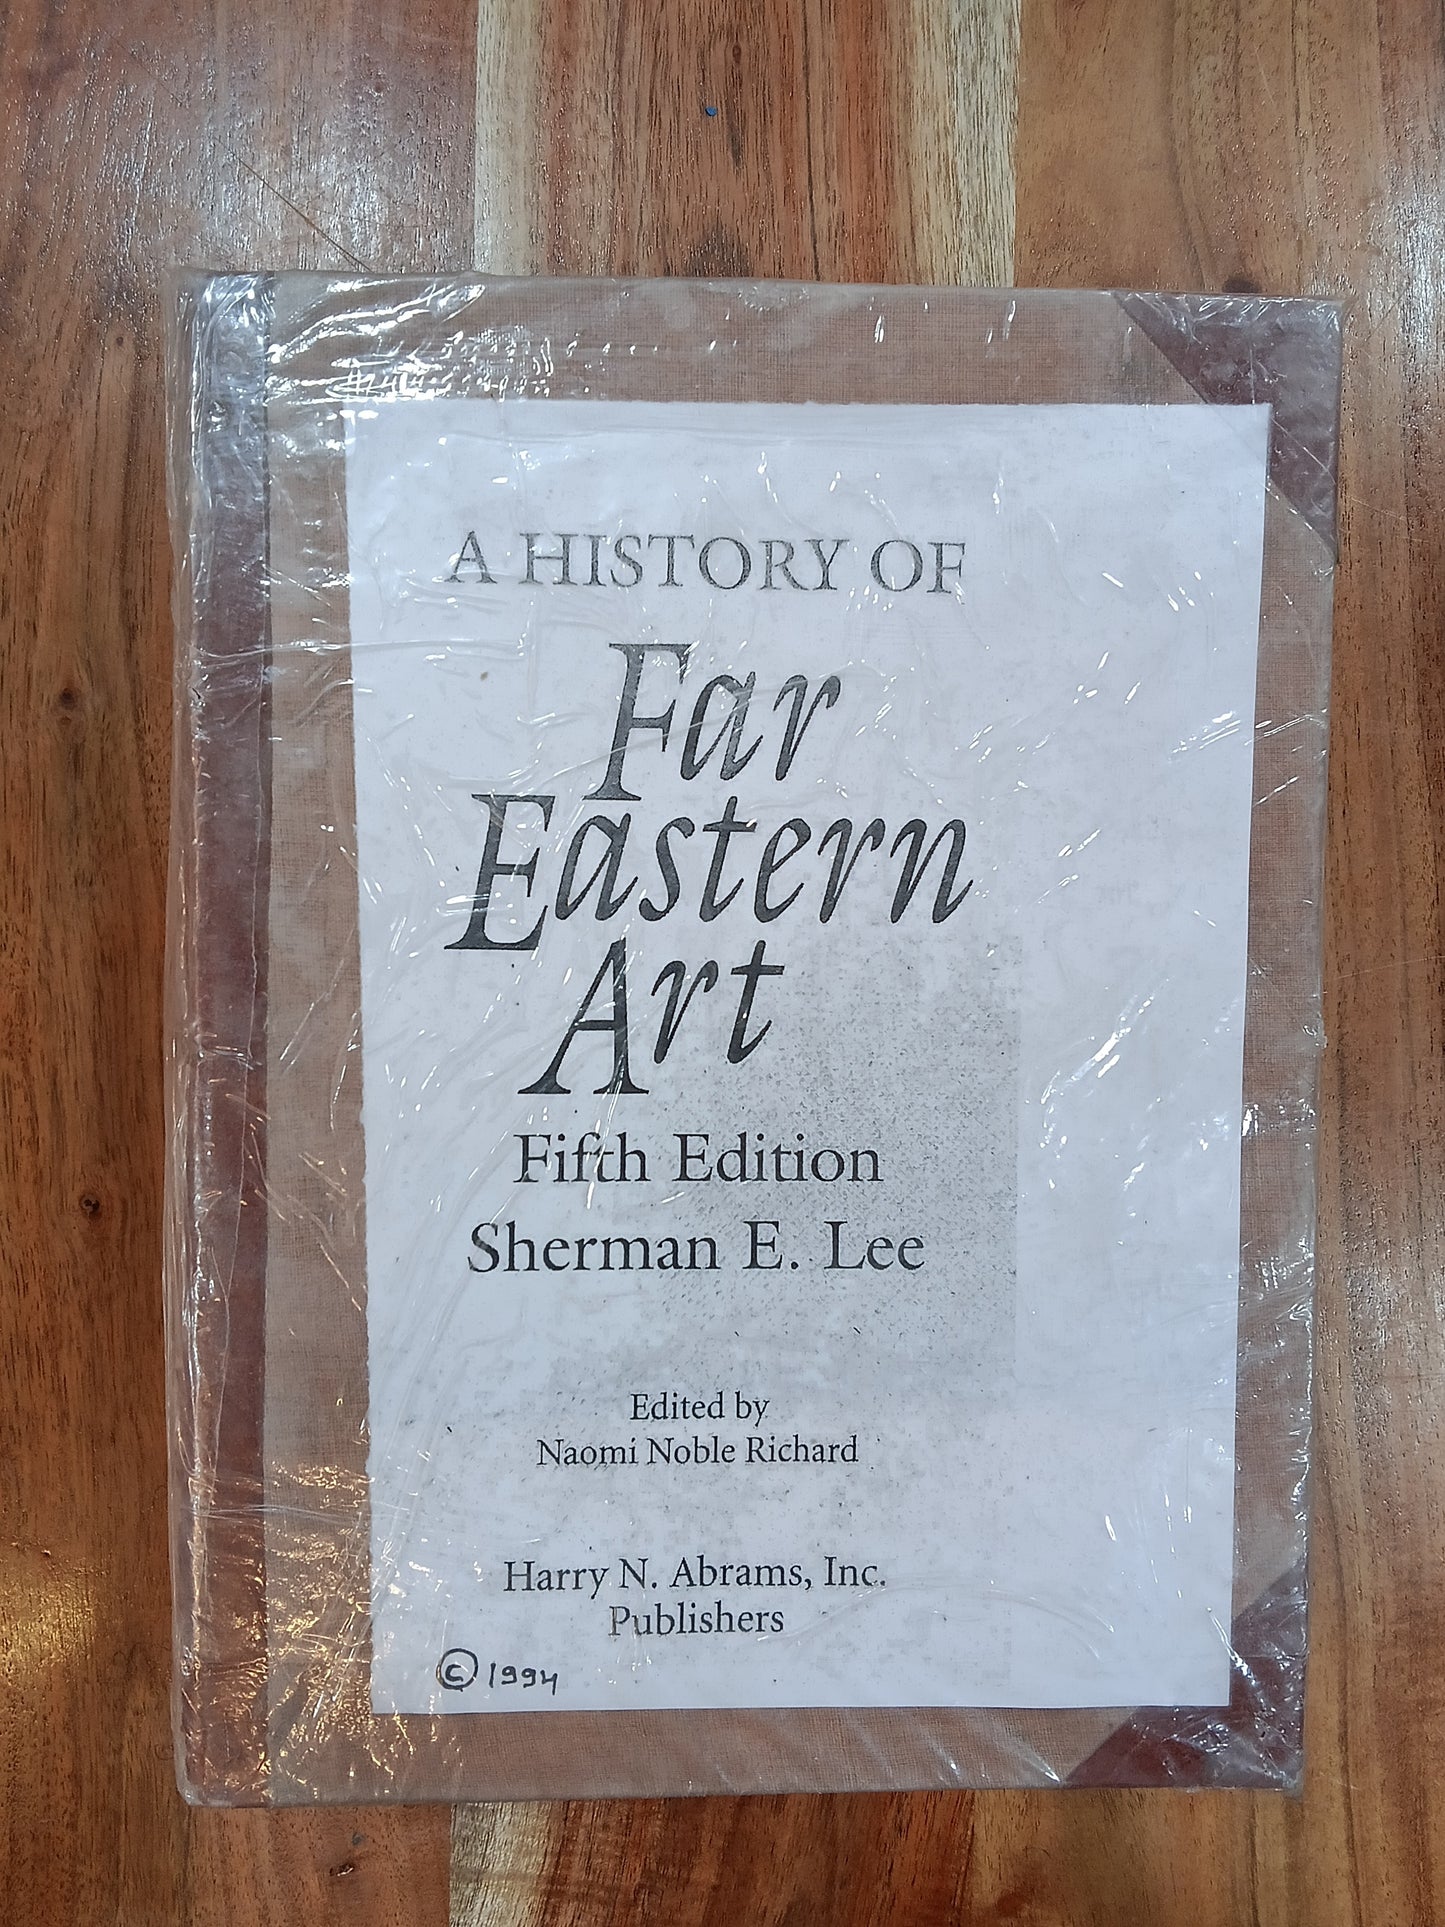 A HISTORY OF
Far
Eastern
Art
Fifth Edition
Sherman E. Lee
Edited by
Naomi Noble Richard
Harry N. Abrams, Inc.
Publishers
© 1994